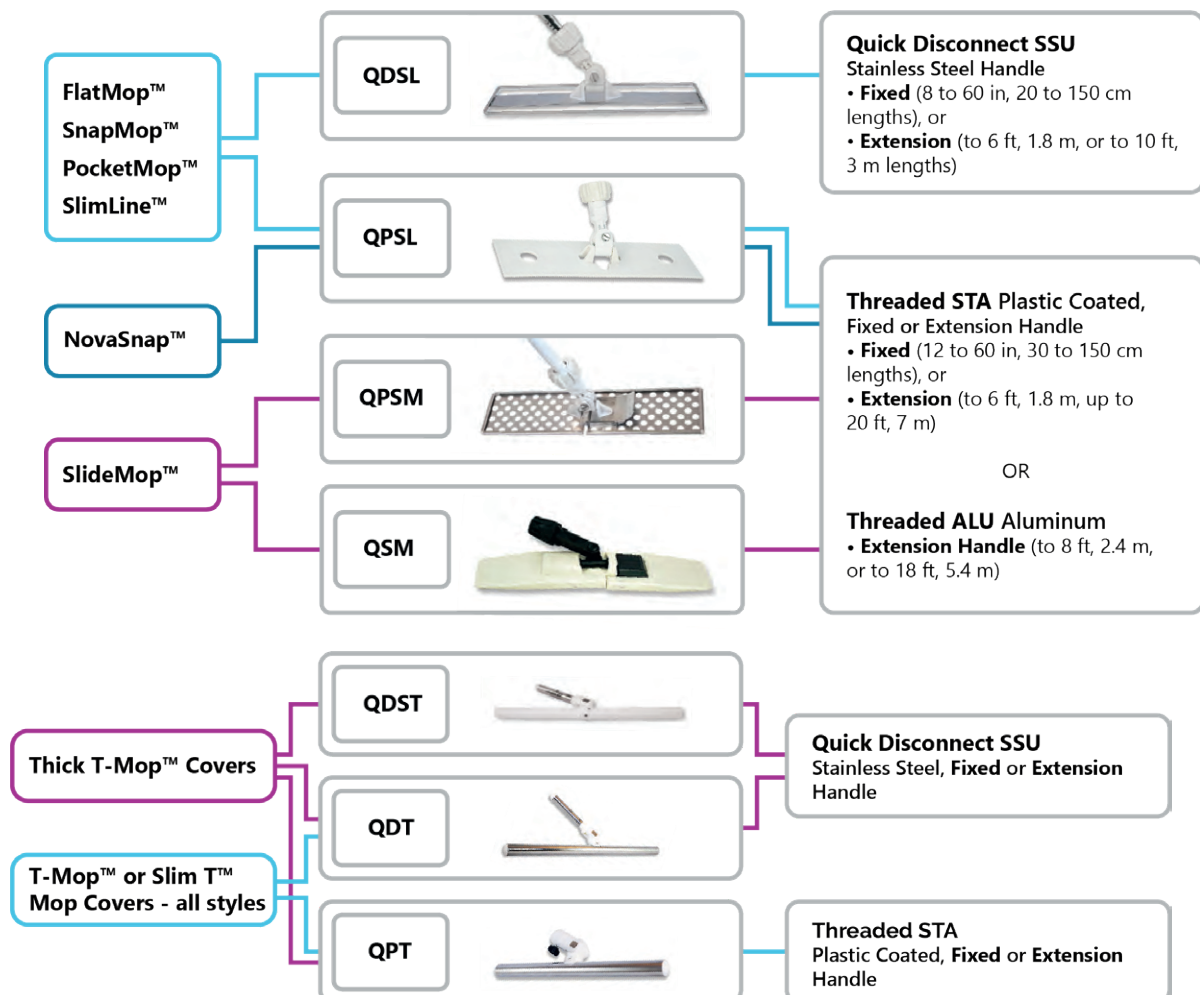 FlatMop™
SnapMop™
PocketMop™
SlimLine™
NovaSnap™
SlideMop™
QDSL
QPSL
QPSM
QSM
Quick Disconnect SSU
Stainless Steel Handle
• Fixed (8 to 60 in, 20 to 150 cm
lengths), or
• Extension (to 6 ft, 1.8 m, or to 10 ft,
3 m lengths)
Threaded STA Plastic Coated,
Fixed or Extension Handle
• Fixed (12 to 60 in, 30 to 150 cm
lengths), or
• Extension (to 6 ft, 1.8 m, up to
20 ft, 7 m)
OR
Threaded ALU Aluminum
• Extension Handle (to 8 ft, 2.4 m,
or to 18 ft, 5.4 m)
Thick T-Mop™ Covers
T-Mop™ or Slim T™
Mop Covers - all styles
QDST
QDT
QPT
Quick Disconnect SSU
Stainless Steel, Fixed or Extension
Handle
Threaded STA
Plastic Coated, Fixed or Extension
Handle